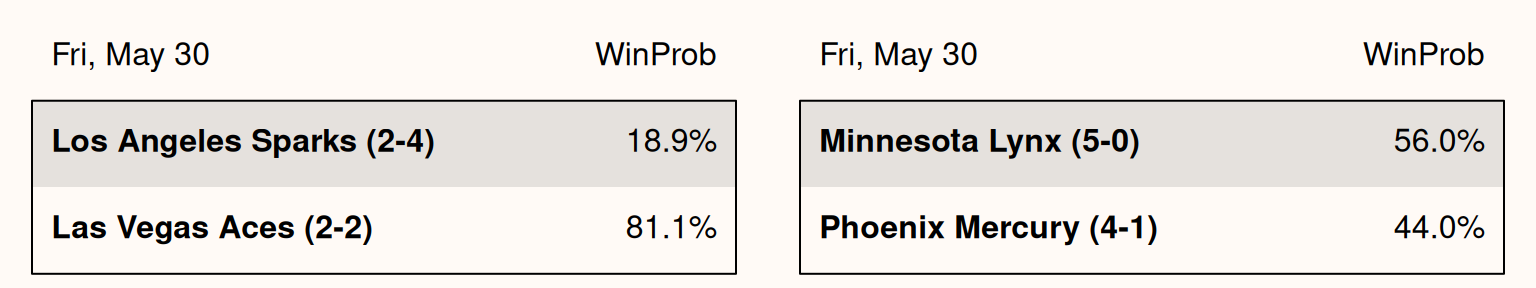 Fri, May 30 WinProb
Los Angeles Sparks (2-4) 18.9%
Las Vegas Aces (2-2) 81.1%
Fri, May 30 WinProb
Minnesota Lynx (5-0) 56.0%
Phoenix Mercury (4-1) 44.0%